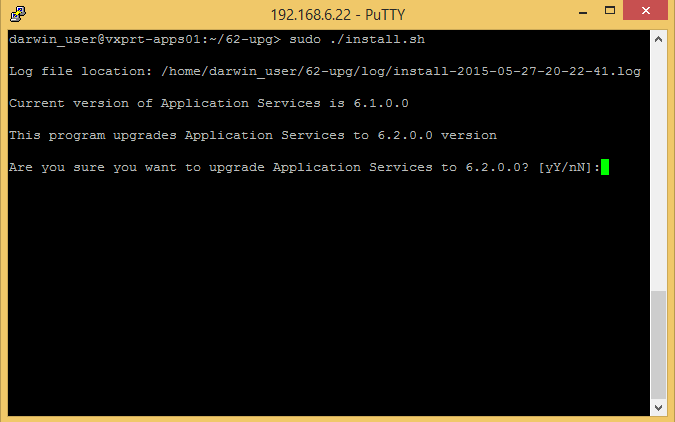 192.168.6.22 - PuTTY
darwin_user@vxprt-apps01:~/62-upg> sudo ./install.sh
Log file location: /home/darwin_user/62-upg/log/install-2015-05-27-20-22-41.log
Current version of Application Services is 6.1.0.0
This program upgrades Application Services to 6.2.0.0 version
Are you sure you want to upgrade Application Services to 6.2.0.0? [yY/nN]: